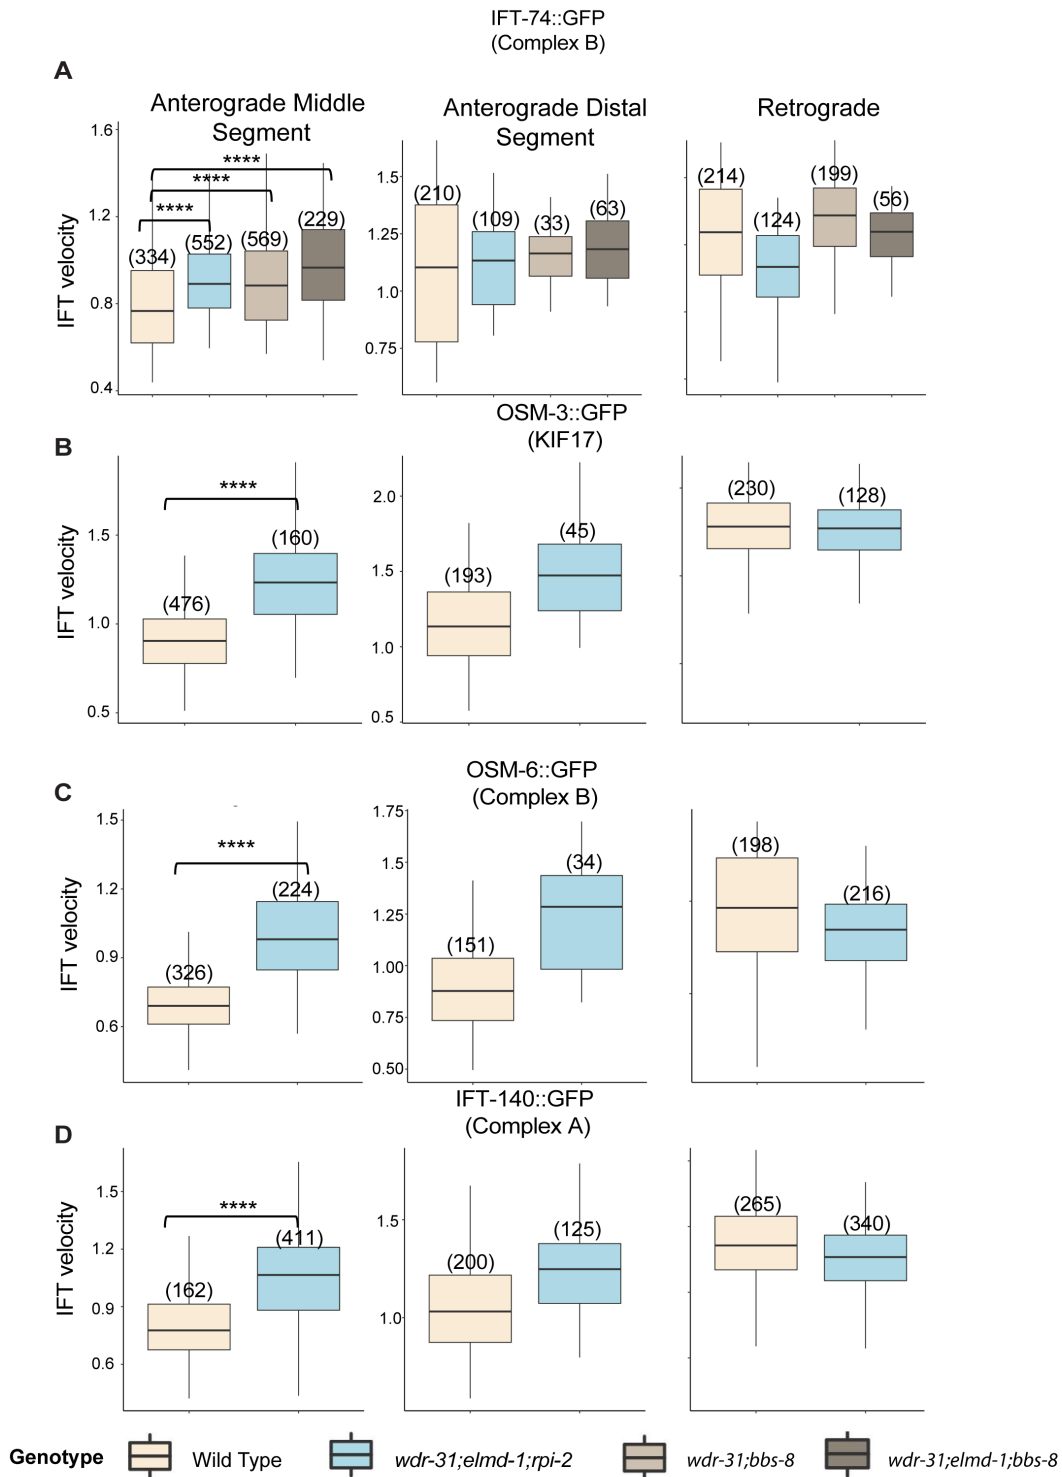 IFT-74::GFP
(Complex B)
A
Anterograde Middle
Segment
Anterograde Distal
Segment
Retrograde
IFT velocity
1.6
1.2
0.8
0.4
****
****
****
(334)
(552)
(569)
(229)
1.5
1.25
1.0
0.75
(210)
(109)
(33)
(63)
(214)
(124)
(199)
(56)
OSM-3::GFP
(KIF17)
B
IFT velocity
1.5
1.0
0.5
****
(476)
(160)
2.0
1.5
1.0
0.5
(193)
(45)
(230)
(128)
OSM-6::GFP
(Complex B)
C
IFT velocity
1.5
1.2
0.9
0.6
****
(326)
(224)
1.75
1.5
1.25
1.00
0.75
0.50
(151)
(34)
(198)
(216)
IFT-140::GFP
(Complex A)
D
IFT velocity
1.5
1.2
0.9
0.6
****
(162)
(411)
1.5
1.0
(200)
(125)
(265)
(340)
Genotype
Wild Type
wdr-31;elmd-1;rpi-2
wdr-31;bbs-8
wdr-31;elmd-1;bbs-8